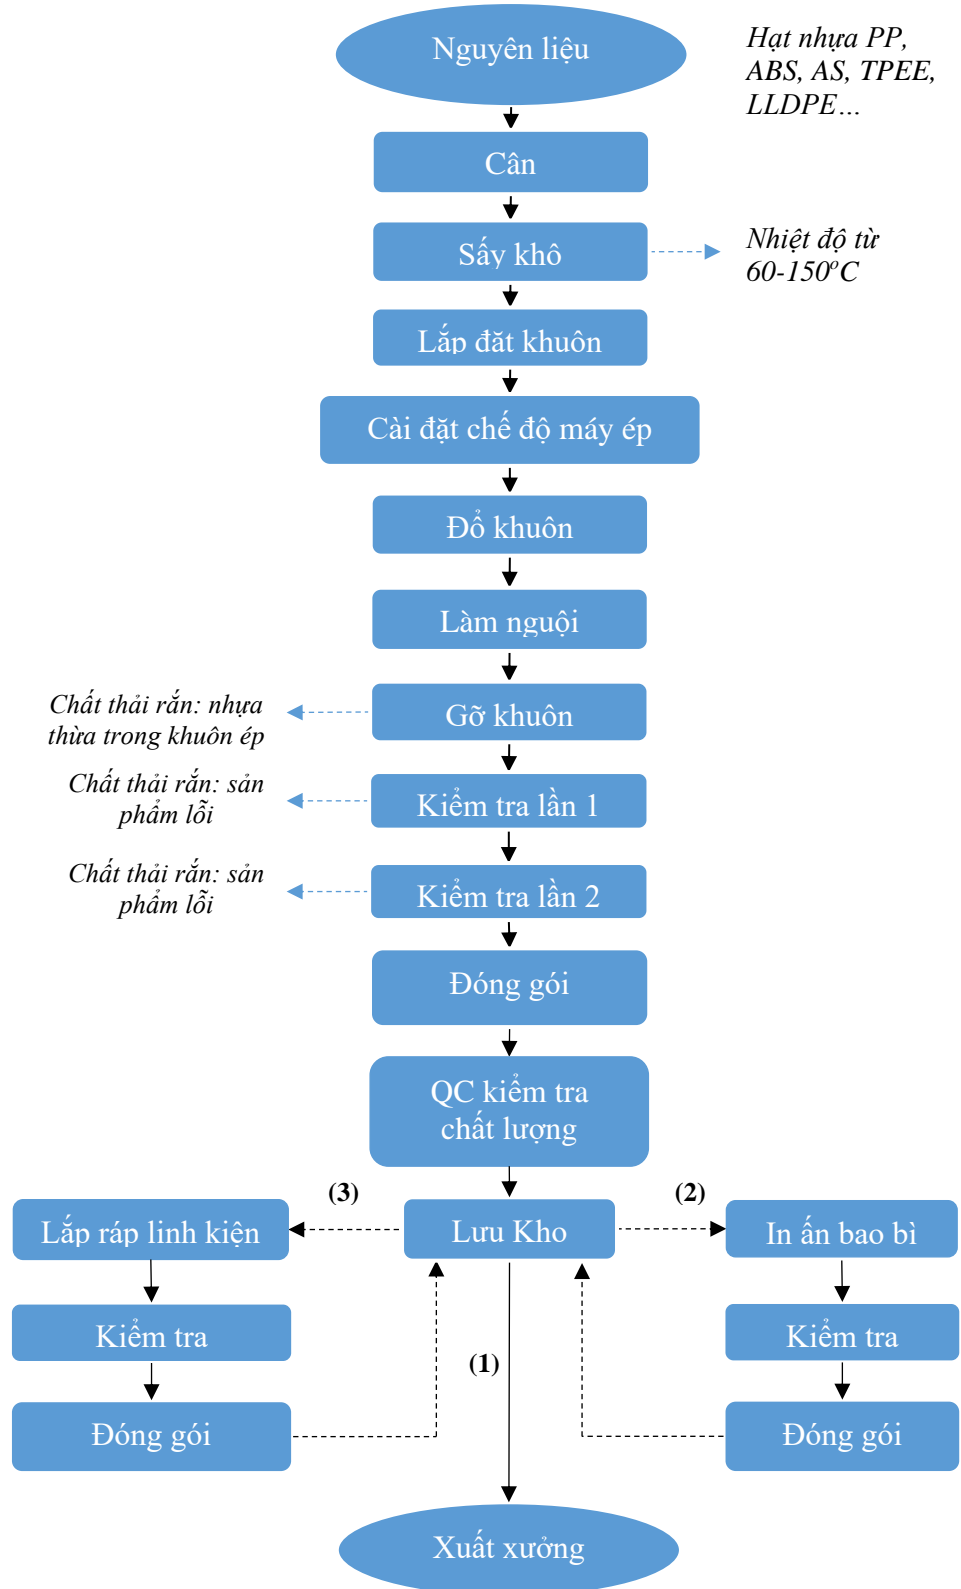 Nguyên liệu
Hạt nhựa PP,
ABS, AS, TPEE,
LLDPE…
Cân
Sấy khô
Nhiệt độ từ
60-150°C
Lắp đặt khuôn
Cài đặt chế độ máy ép
Đổ khuôn
Làm nguội
Gỡ khuôn
Chất thải rắn: nhựa
thừa trong khuôn ép
Kiểm tra lần 1
Chất thải rắn: sản
phẩm lỗi
Kiểm tra lần 2
Chất thải rắn: sản
phẩm lỗi
Đóng gói
QC kiểm tra
chất lượng
(3)
(2)
Lắp ráp linh kiện
Lưu Kho
In ấn bao bì
Kiểm tra
Kiểm tra
(1)
Đóng gói
Đóng gói
Xuất xưởng